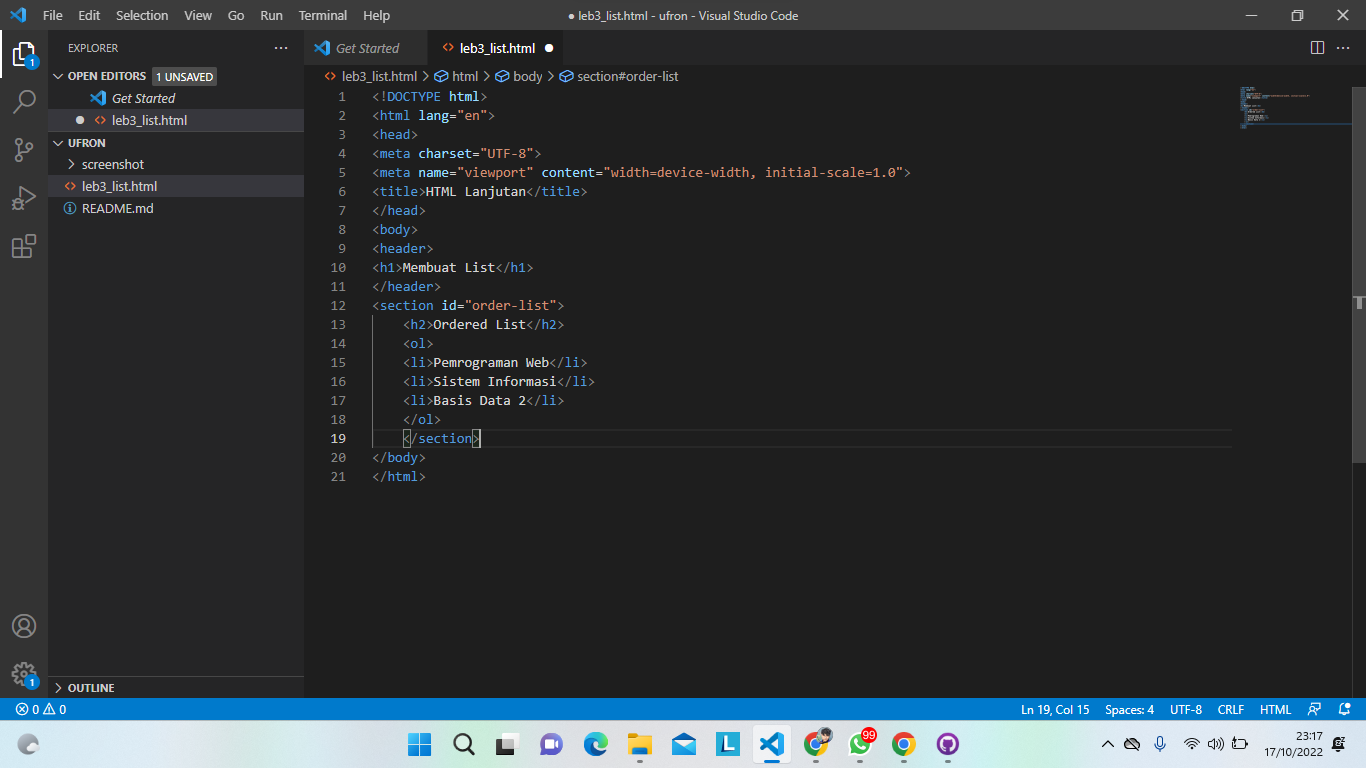 File Edit Selection View Go Run Terminal Help
● leb3_list.html - ufron - Visual Studio Code
EXPLORER
OPEN EDITORS 1 UNSAVED
Get Started
leb3_list.html
UFRON
screenshot
leb3_list.html
README.md
OUTLINE
Get Started leb3_list.html
leb3_list.html > html > body > section#order-list
1 <!DOCTYPE html>
2 <html lang="en">
3 <head>
4 <meta charset="UTF-8">
5 <meta name="viewport" content="width=device-width, initial-scale=1.0">
6 <title>HTML Lanjutan</title>
7 </head>
8 <body>
9 <header>
10 <h1>Membuat List</h1>
11 </header>
12 <section id="order-list">
13 <h2>Ordered List</h2>
14 <ol>
15 <li>Pemrograman Web</li>
16 <li>Sistem Informasi</li>
17 <li>Basis Data 2</li>
18 </ol>
19 </section>
20 </body>
21 </html>
1
1
0 0
Ln 19, Col 15 Spaces: 4 UTF-8 CRLF HTML
L
99
23:17
17/10/2022